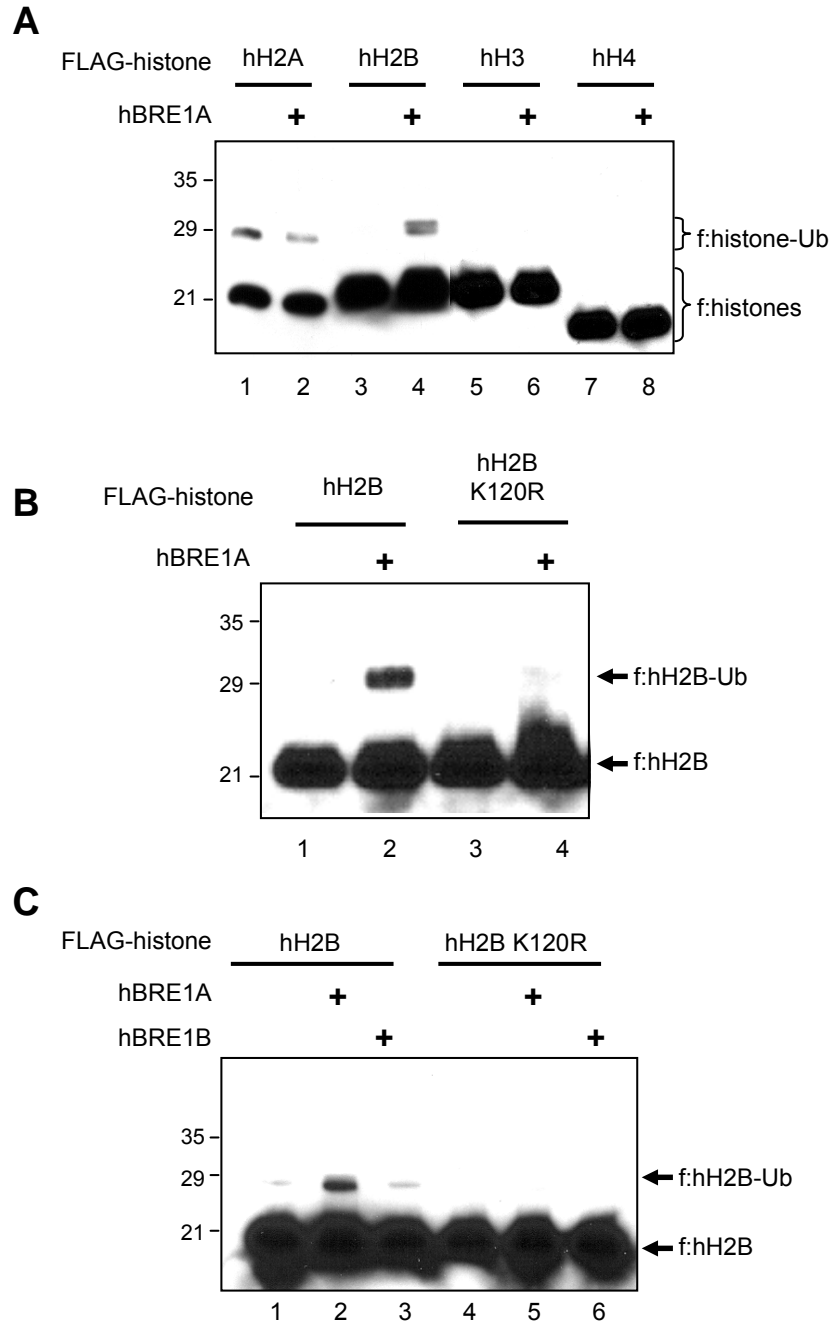 A
FLAG-histone hH2A hH2B hH3 hH4
hBRE1A + + + +
35
29
21
f:histone-Ub
f:histones
1 2 3 4 5 6 7 8
B
FLAG-histone hH2B hH2B K120R
hBRE1A + +
35
29
21
f:hH2B-Ub
f:hH2B
1 2 3 4
C
FLAG-histone hH2B hH2B K120R
hBRE1A + +
hBRE1B + +
35
29
21
f:hH2B-Ub
f:hH2B
1 2 3 4 5 6